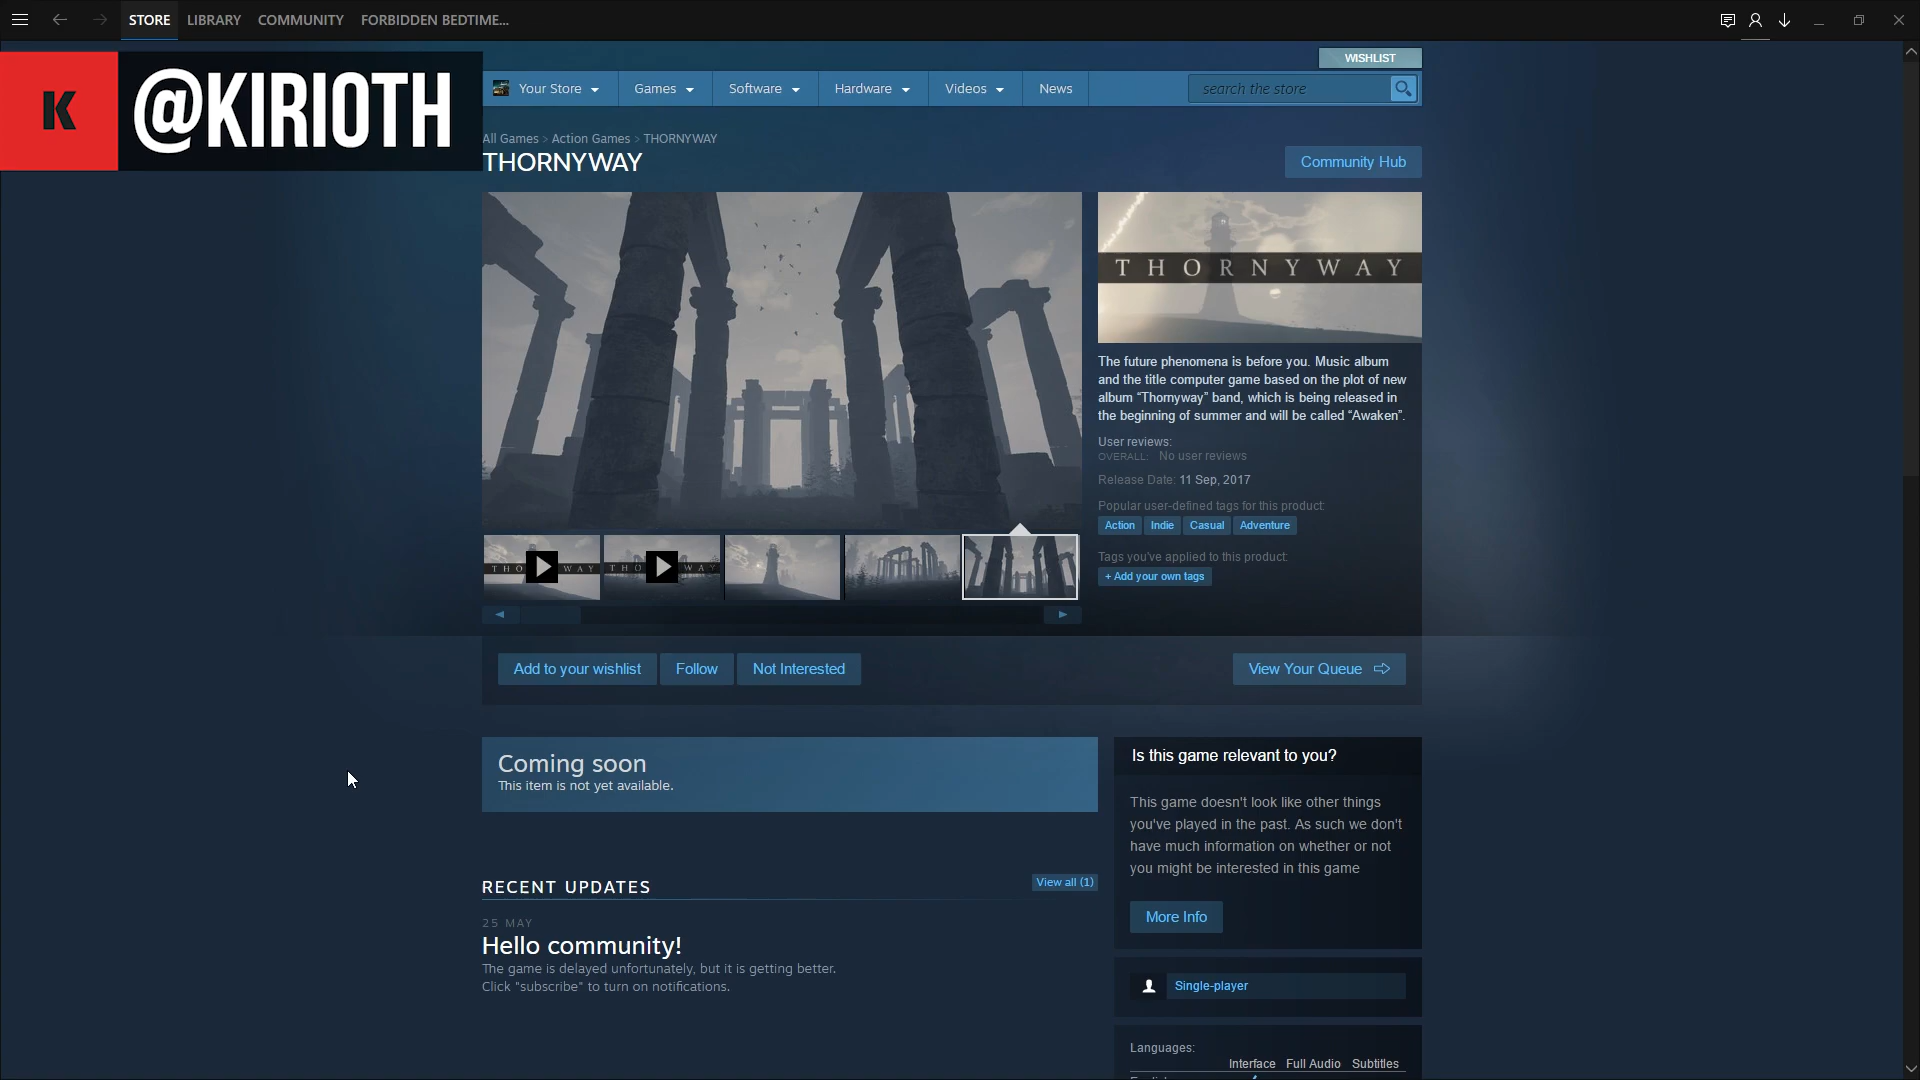 STORE LIBRARY COMMUNITY FORBIDDEN BEDTIME...
K @KIRIOTH
WISHLIST
Your Store Games Software Hardware Videos News search the store
All Games > Action Games > THORNYWAY
THORNYWAY
Community Hub
THORNYWAY
The future phenomena is before you. Music album
and the title computer game based on the plot of new
album “Thornyway” band, which is being released in
the beginning of summer and will be called “Awaken”.
User reviews:
OVERALL: No user reviews
Release Date: 11 Sep, 2017
Popular user-defined tags for this product:
Action Indie Casual Adventure
Tags you've applied to this product:
+ Add your own tags
Add to your wishlist Follow Not Interested View Your Queue
Coming soon
This item is not yet available.
RECENT UPDATES View all (1)
25 MAY
Hello community!
The game is delayed unfortunately, but it is getting better.
Click "subscribe" to turn on notifications.
Is this game relevant to you?
This game doesn't look like other things
you've played in the past. As such we don't
have much information on whether or not
you might be interested in this game
More Info
Single-player
Languages:
Interface Full Audio Subtitles